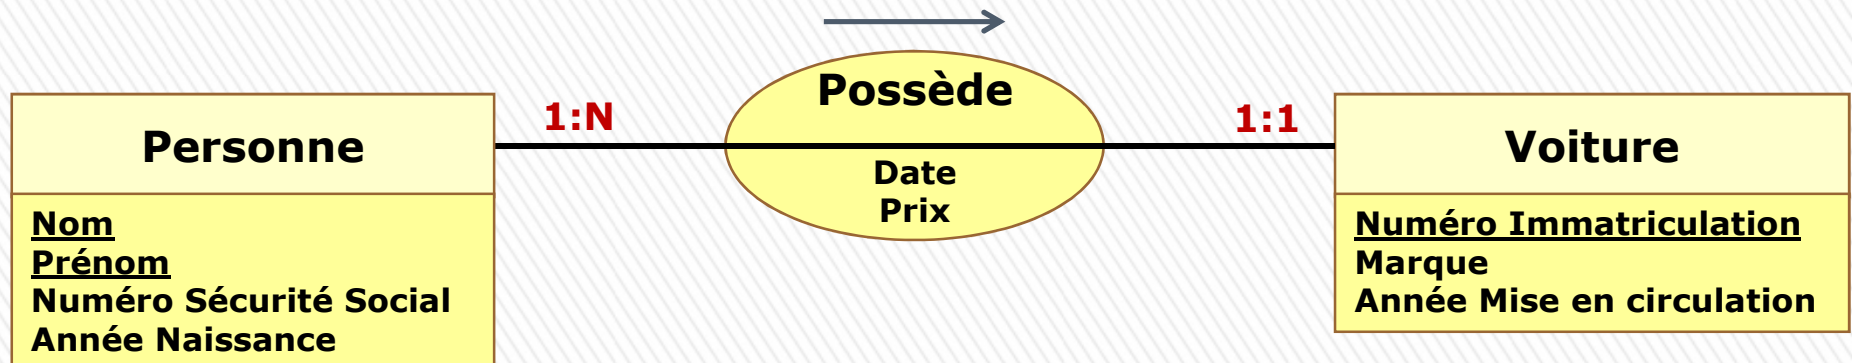 Personne
Nom
Prénom
Numéro Sécurité Social
Année Naissance
1:N
Possède
Date
Prix
1:1
Voiture
Numéro Immatriculation
Marque
Année Mise en circulation